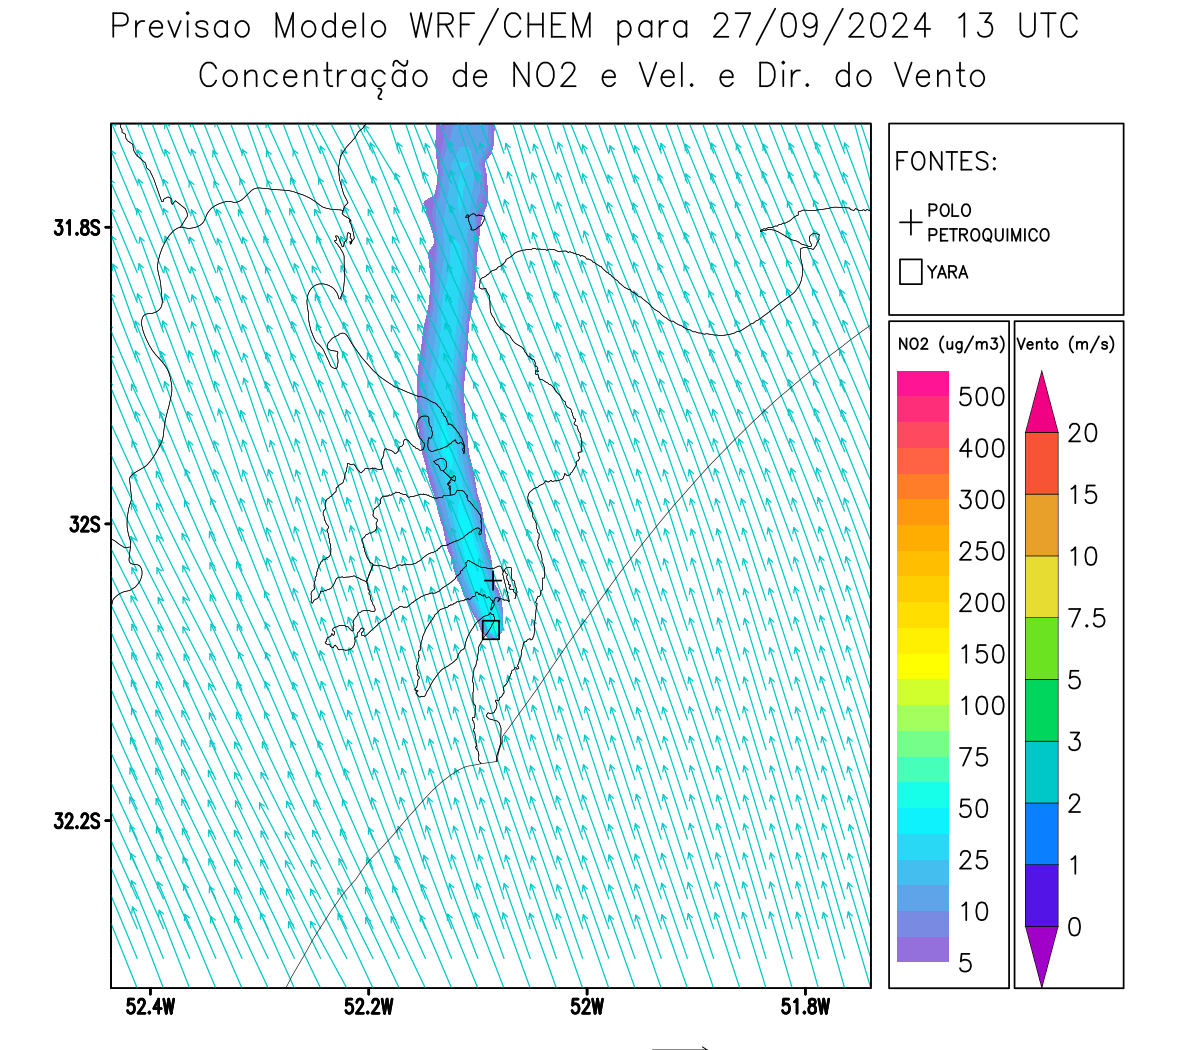 Previsao Modelo WRF/CHEM para 27/09/2024 13 UTC
Concentração de NO2 e Vel. e Dir. do Vento
FONTES:
POLO
PETROQUIMICO
YARA
31.8S
32S
32.2S
52.4W
52.2W
52W
51.8W
NO2 (ug/m3)
500
400
300
250
200
150
100
75
50
25
10
5
Vento (m/s)
20
15
10
7.5
5
3
2
1
0